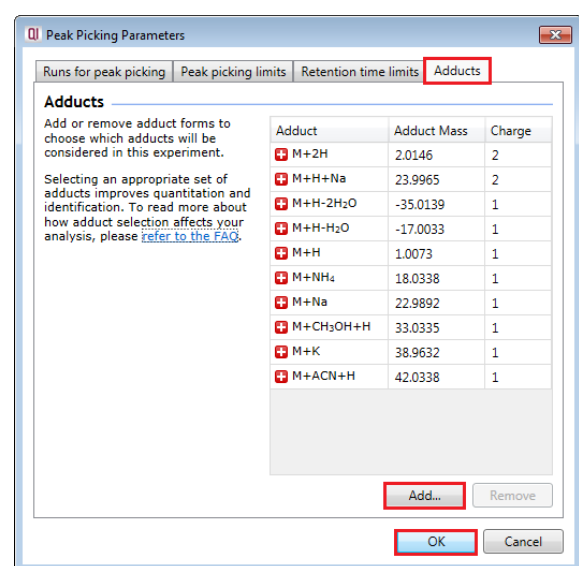 QI Peak Picking Parameters
Runs for peak picking Peak picking limits Retention time limits Adducts
Adducts
Add or remove adduct forms to
choose which adducts will be
considered in this experiment.
Selecting an appropriate set of
adducts improves quantitation and
identification. To read more about
how adduct selection affects your
analysis, please refer to the FAQ.
Adduct Adduct Mass Charge
M+2H 2.0146 2
M+H+Na 23.9965 2
M+H-2H₂O -35.0139 1
M+H-H₂O -17.0033 1
M+H 1.0073 1
M+NH₄ 18.0338 1
M+Na 22.9892 1
M+CH₃OH+H 33.0335 1
M+K 38.9632 1
M+ACN+H 42.0338 1
Add... Remove
OK Cancel